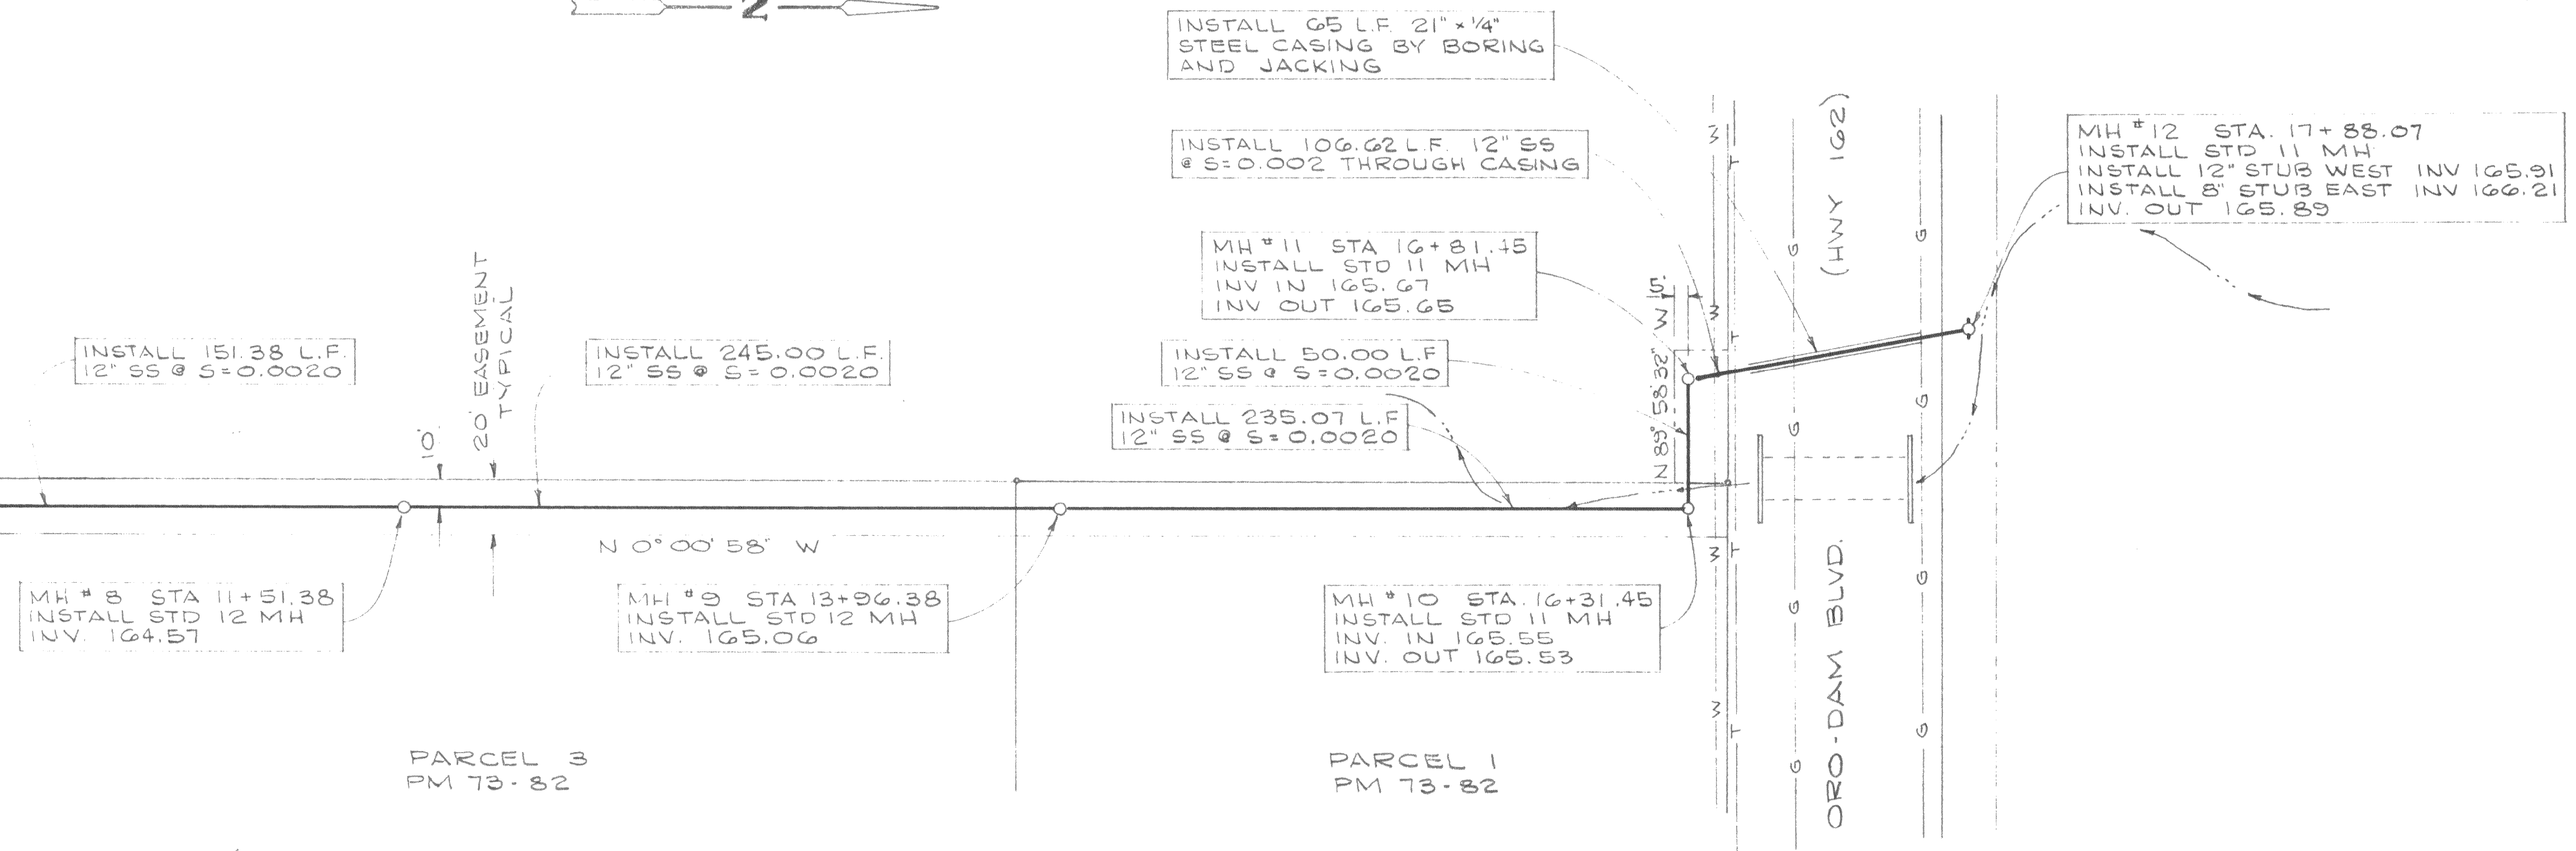 N
INSTALL 65 L.F. 21" x 1/4"
STEEL CASING BY BORING
AND JACKING
INSTALL 106.62 L.F. 12" SS
@ S=0.002 THROUGH CASING
MH #12 STA. 17+88.07
INSTALL STD 11 MH
INSTALL 12" STUB WEST INV 165.91
INSTALL 8" STUB EAST INV 166.21
INV. OUT 165.89
MH #11 STA 16+81.45
INSTALL STD 11 MH
INV IN 165.67
INV OUT 165.65
INSTALL 151.38 L.F.
12" SS @ S=0.0020
20' EASEMENT
TYPICAL
10'
INSTALL 245.00 L.F.
12" SS @ S=0.0020
INSTALL 50.00 L.F
12" SS @ S=0.0020
INSTALL 235.07 L.F
12" SS @ S=0.0020
5'
N 89° 58' 32" W
N 0° 00' 58" W
MH #8 STA 11+51.38
INSTALL STD 12 MH
INV. 164.57
MH #9 STA 13+96.38
INSTALL STD 12 MH
INV. 165.06
MH #10 STA. 16+31.45
INSTALL STD 11 MH
INV. IN 165.55
INV. OUT 165.53
PARCEL 3
PM 73-82
PARCEL 1
PM 73-82
W
W
W
W
T
T
T
T
G
G
G
G
G
G
G
G
(HWY 162)
ORO-DAM BLVD.